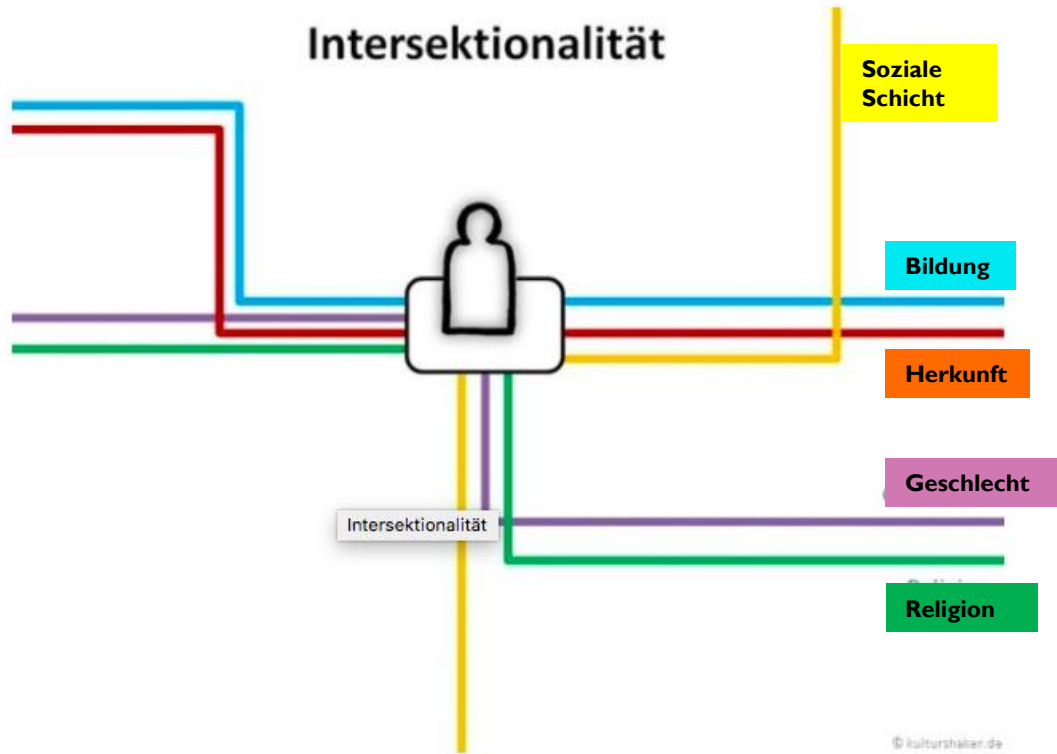 Intersektionalität
Soziale
Schicht
Bildung
Herkunft
Geschlecht
Intersektionalität
Religion
© kulturshaker.de